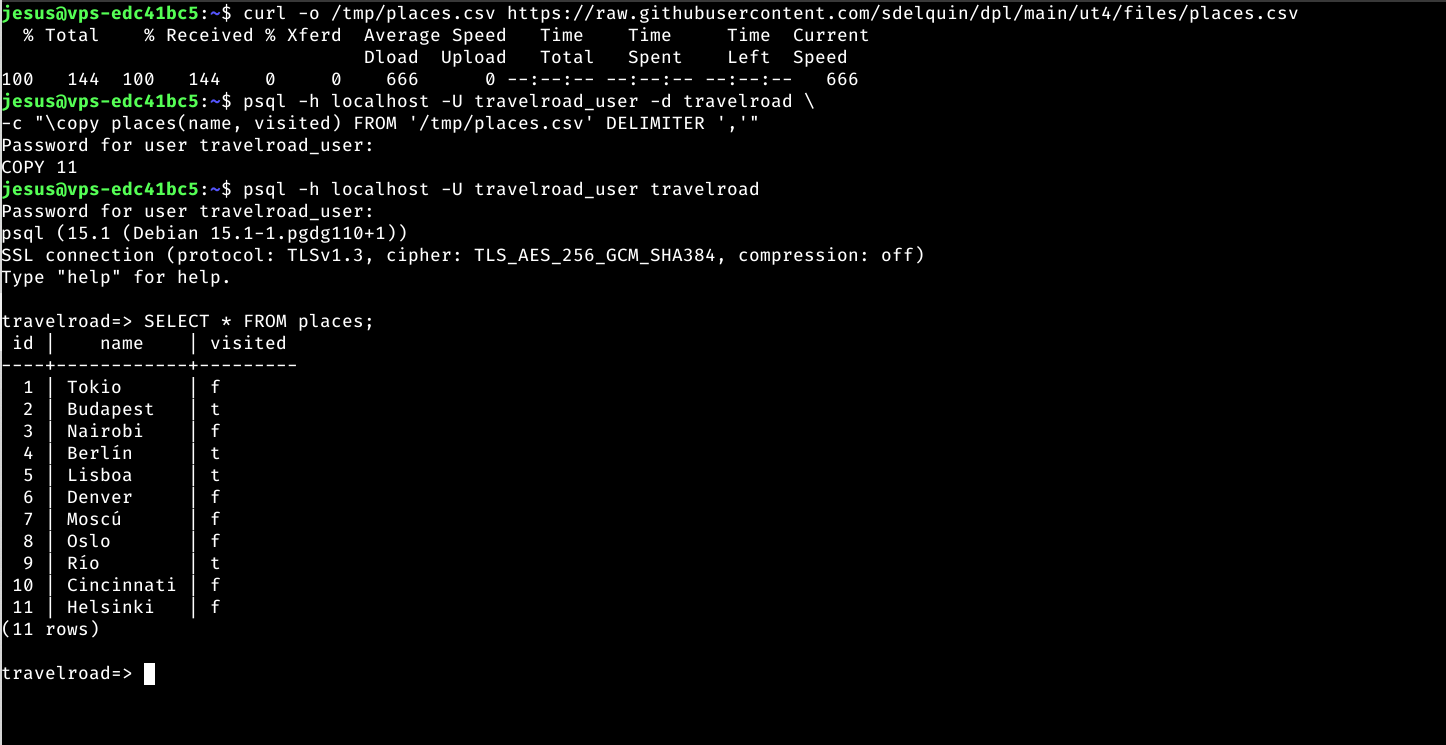 jesus@vps-edc41bc5:~$ curl -o /tmp/places.csv https://raw.githubusercontent.com/sdelquin/dpl/main/ut4/files/places.csv
  % Total    % Received % Xferd  Average Speed   Time    Time     Time  Current
                                 Dload  Upload   Total   Spent    Left  Speed
100   144  100   144    0     0    666      0 --:--:-- --:--:-- --:--:--   666
jesus@vps-edc41bc5:~$ psql -h localhost -U travelroad_user -d travelroad \
-c "\copy places(name, visited) FROM '/tmp/places.csv' DELIMITER ','"
Password for user travelroad_user:
COPY 11
jesus@vps-edc41bc5:~$ psql -h localhost -U travelroad_user travelroad
Password for user travelroad_user:
psql (15.1 (Debian 15.1-1.pgdg110+1))
SSL connection (protocol: TLSv1.3, cipher: TLS_AES_256_GCM_SHA384, compression: off)
Type "help" for help.

travelroad=> SELECT * FROM places;
 id |    name    | visited
----+------------+---------
  1 | Tokio      | f
  2 | Budapest   | t
  3 | Nairobi    | f
  4 | Berlín     | t
  5 | Lisboa     | t
  6 | Denver     | f
  7 | Moscú      | f
  8 | Oslo       | f
  9 | Río        | t
 10 | Cincinnati | f
 11 | Helsinki   | f
(11 rows)

travelroad=>